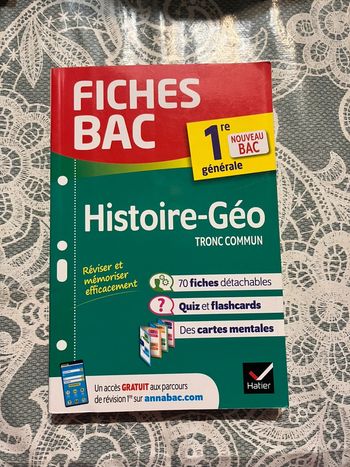 FICHES
BAC
1re
générale
NOUVEAU
BAC
Histoire-Géo
TRONC COMMUN
Réviser et
mémoriser
efficacement
70 fiches détachables
?
Quiz et flashcards
Des cartes mentales
Un accès GRATUIT aux parcours
de révision 1re sur annabac.com
Hatier